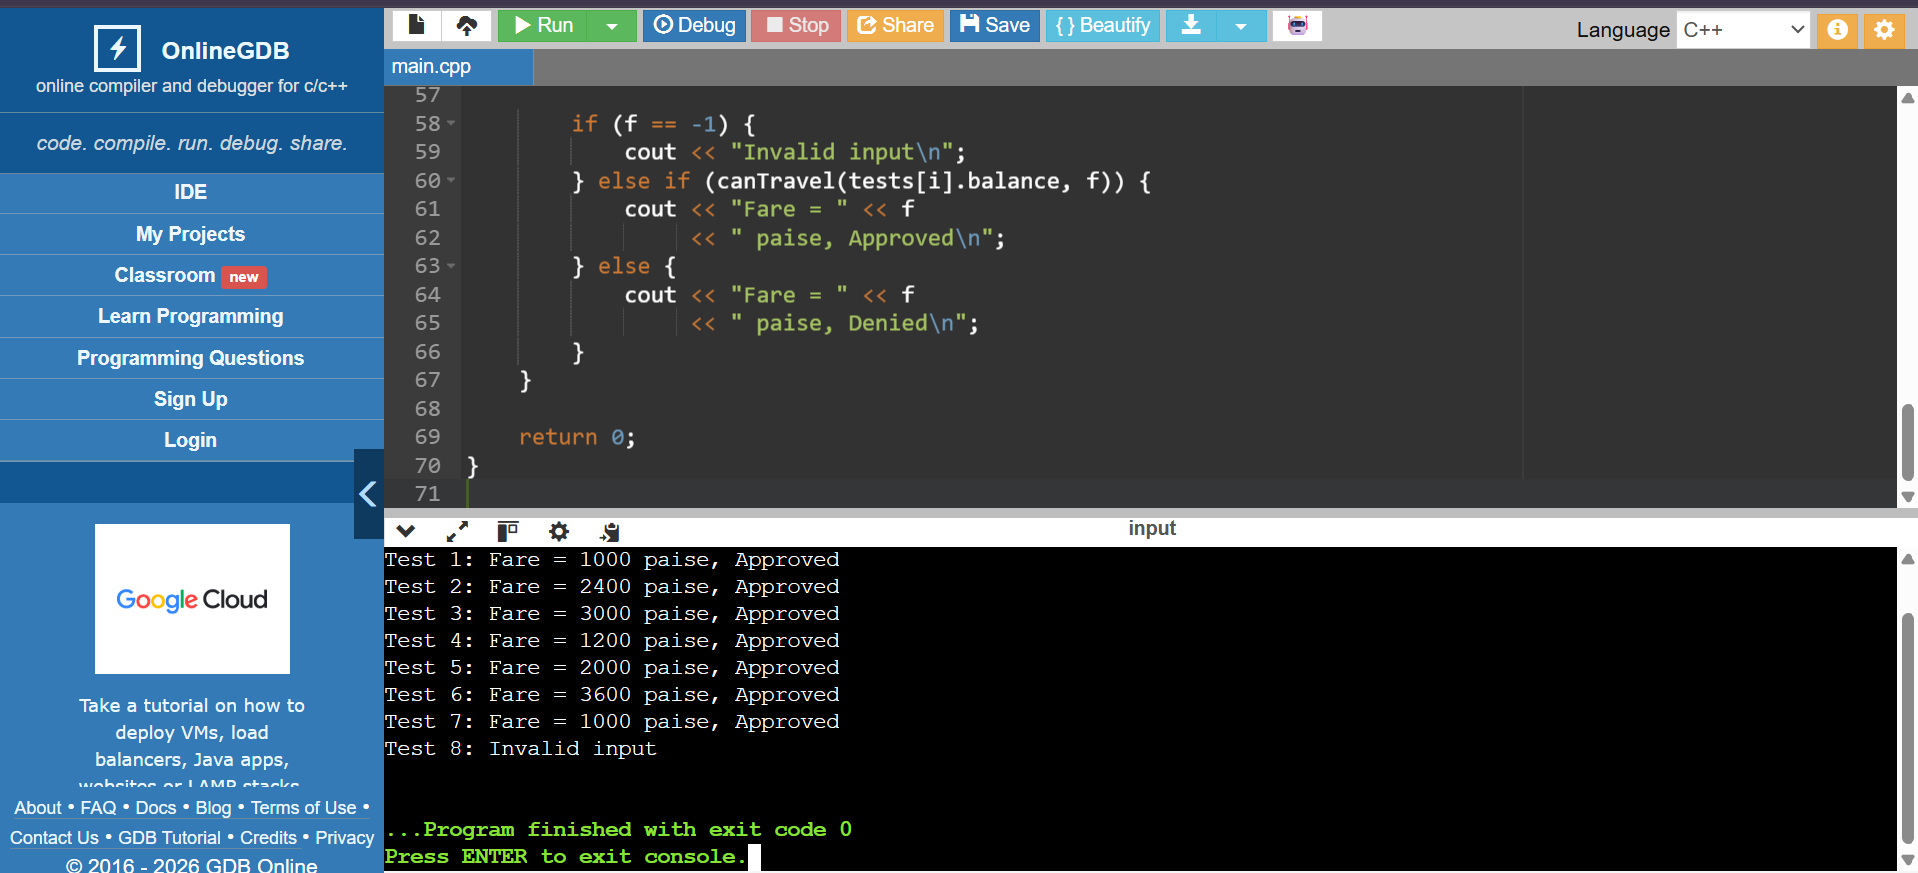 OnlineGDB
online compiler and debugger for c/c++
code. compile. run. debug. share.
IDE
My Projects
Classroom new
Learn Programming
Programming Questions
Sign Up
Login
Google Cloud
Take a tutorial on how to
deploy VMs, load
balancers, Java apps,
websites or LAMP stacks
About • FAQ • Docs • Blog • Terms of Use •
Contact Us • GDB Tutorial • Credits • Privacy
© 2016 - 2026 GDB Online
Run Debug Stop Share Save { } Beautify Language C++
main.cpp
57
58 if (f == -1) {
59 cout << "Invalid input\n";
60 } else if (canTravel(tests[i].balance, f)) {
61 cout << "Fare = " << f
62 << " paise, Approved\n";
63 } else {
64 cout << "Fare = " << f
65 << " paise, Denied\n";
66 }
67 }
68
69 return 0;
70 }
71
input
Test 1: Fare = 1000 paise, Approved
Test 2: Fare = 2400 paise, Approved
Test 3: Fare = 3000 paise, Approved
Test 4: Fare = 1200 paise, Approved
Test 5: Fare = 2000 paise, Approved
Test 6: Fare = 3600 paise, Approved
Test 7: Fare = 1000 paise, Approved
Test 8: Invalid input
...Program finished with exit code 0
Press ENTER to exit console.